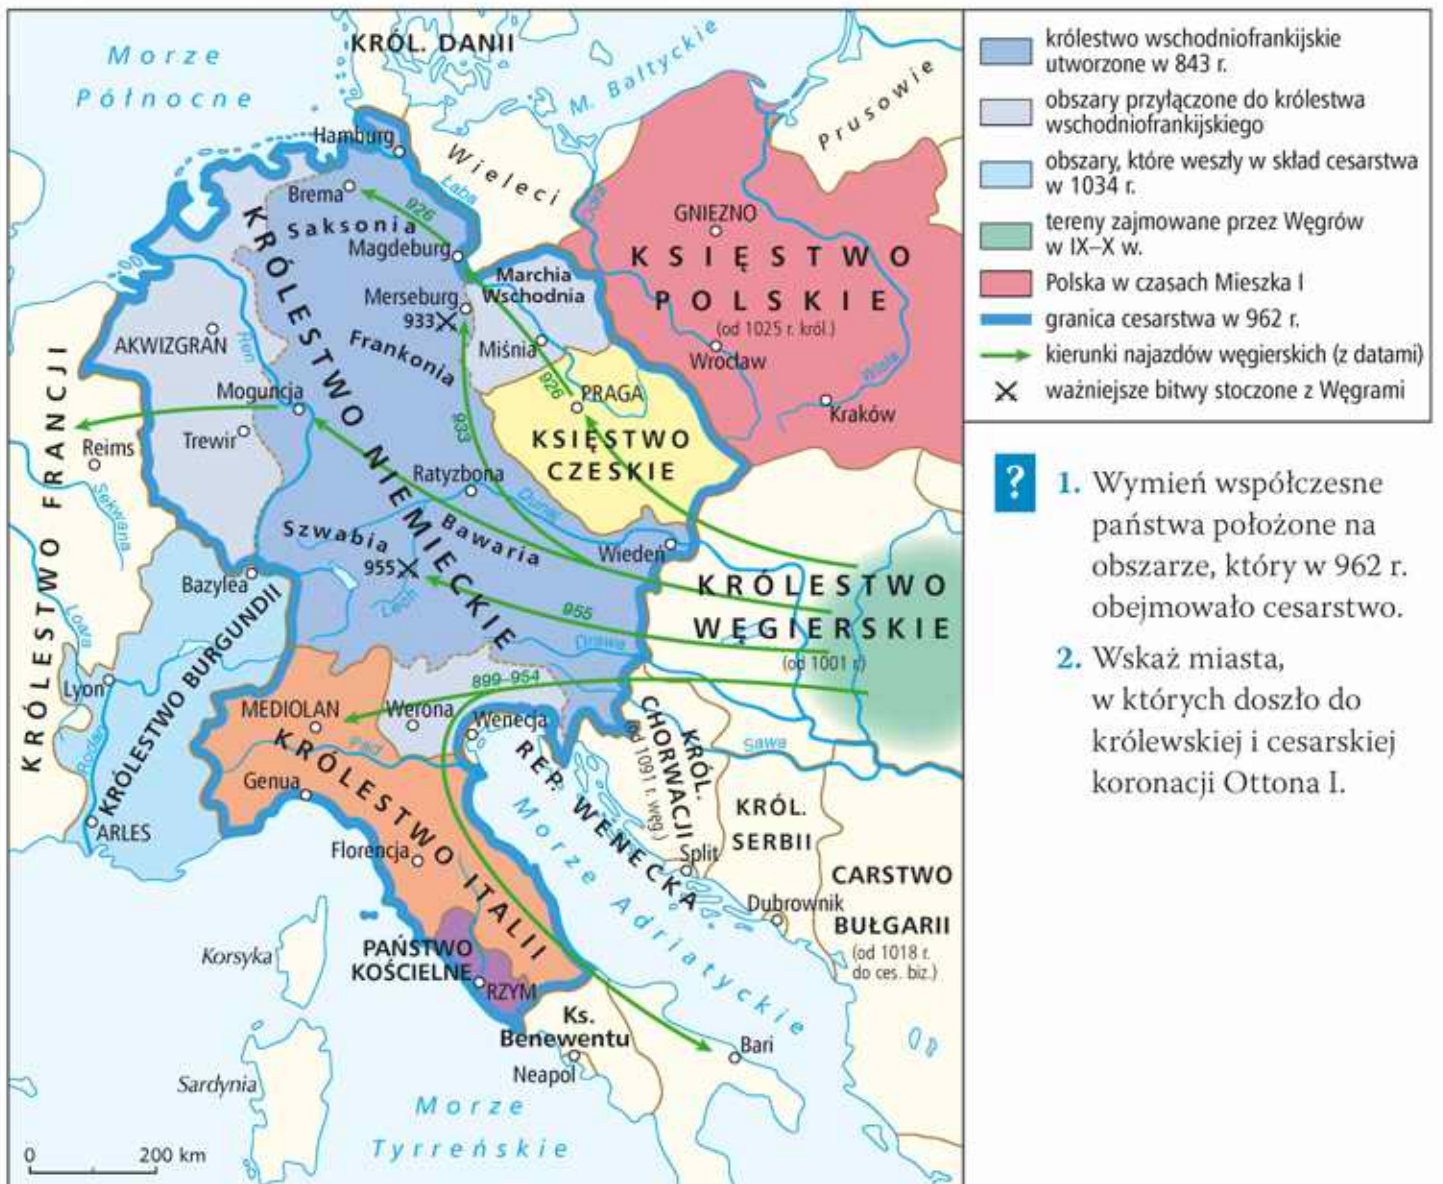 Morze
Północne
KRÓL. DANII
M. Bałtyckie
Prusowie
Hamburg
Wieleci
Łaba
Odra
Brema
926
Saksonia
Magdeburg
GNIEZNO
KSIĘSTWO
POLSKIE
(od 1025 r. król.)
Marchia
Wschodnia
Merseburg
933
Miśnia
Wrocław
Wisła
Kraków
KRÓLESTWO NIEMIECKIE
AKWIZGRAN
Ren
Frankonia
926
PRAGA
Moguncja
Trewir
933
KSIĘSTWO
CZESKIE
KRÓLESTWO FRANCJI
Reims
Sekwana
Ratyzbona
Dunaj
Szwabia
Bawaria
955
Lech
Wiedeń
Bazylea
955
Drawa
KRÓLESTWO
WĘGIERSKIE
(od 1001 r.)
Loara
Lyon
Rodan
KRÓLESTWO BURGUNDII
ARLES
899–954
MEDIOLAN
Werona
Wenecja
Pad
Genua
KRÓLESTWO ITALII
Florencja
REP. WENECKA
KRÓL.
CHORWACJI
(od 1091 r. węg.)
Sawa
KRÓL.
SERBII
Split
Dubrownik
CARSTWO
BUŁGARII
(od 1018 r.
do ces. biz.)
Morze Adriatyckie
Korsyka
PAŃSTWO
KOŚCIELNE
RZYM
Ks.
Benewentu
Neapol
Bari
Sardynia
Morze
Tyrreńskie
0 200 km
królestwo wschodniofrankijskie
utworzone w 843 r.
obszary przyłączone do królestwa
wschodniofrankijskiego
obszary, które weszły w skład cesarstwa
w 1034 r.
tereny zajmowane przez Węgrów
w IX–X w.
Polska w czasach Mieszka I
granica cesarstwa w 962 r.
kierunki najazdów węgierskich (z datami)
ważniejsze bitwy stoczone z Węgrami
?
1. Wymień współczesne
państwa położone na
obszarze, który w 962 r.
obejmowało cesarstwo.
2. Wskaż miasta,
w których doszło do
królewskiej i cesarskiej
koronacji Ottona I.